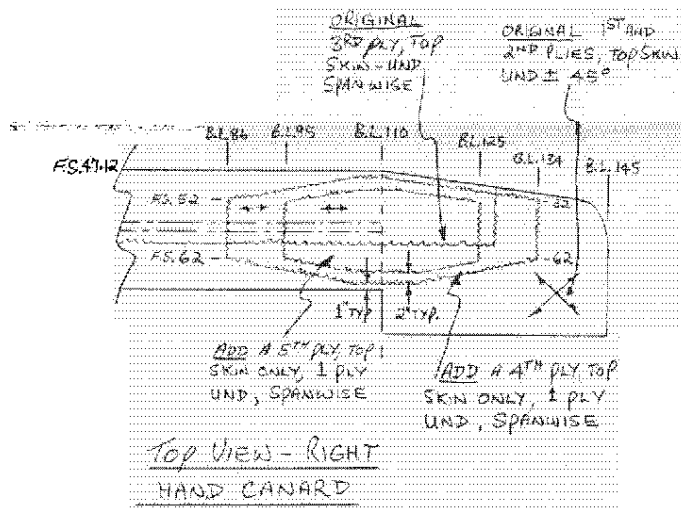 ORIGINAL
3RD PLY, TOP
SKIN-UND
SPANWISE
ORIGINAL 1ST AND
2ND PLIES, TOP SKIN
UND ± 45°
B.L.86
B.L.95
B.L.110
B.L.125
B.L.134
B.L.145
F.S.47.12
F.S.52
52
F.S.62
62
1" TYP
2" TYP.
ADD A 5TH PLY, TOP
SKIN ONLY, 1 PLY
UND, SPANWISE
ADD A 4TH PLY, TOP
SKIN ONLY, 1 PLY
UND, SPANWISE
TOP VIEW - RIGHT
HAND CANARD